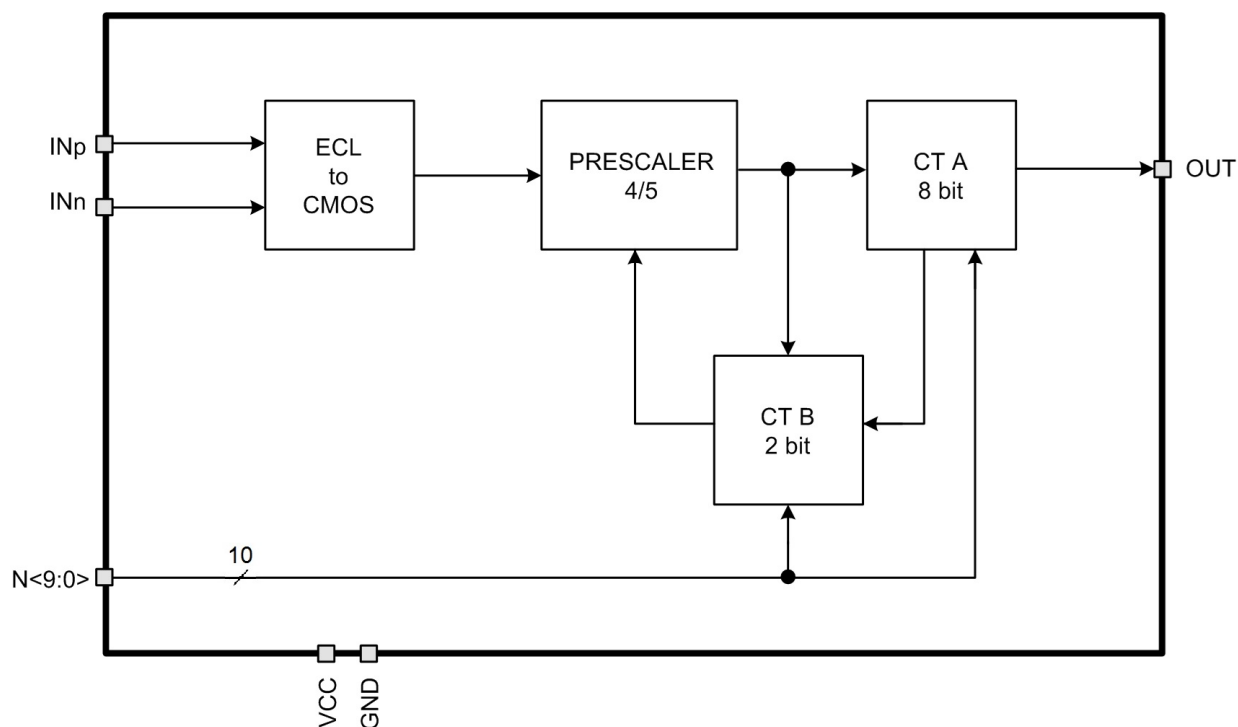 INp
INn
ECL
to
CMOS
PRESCALER
4/5
CT A
8 bit
OUT
CT B
2 bit
N<9:0>
10
VCC
GND